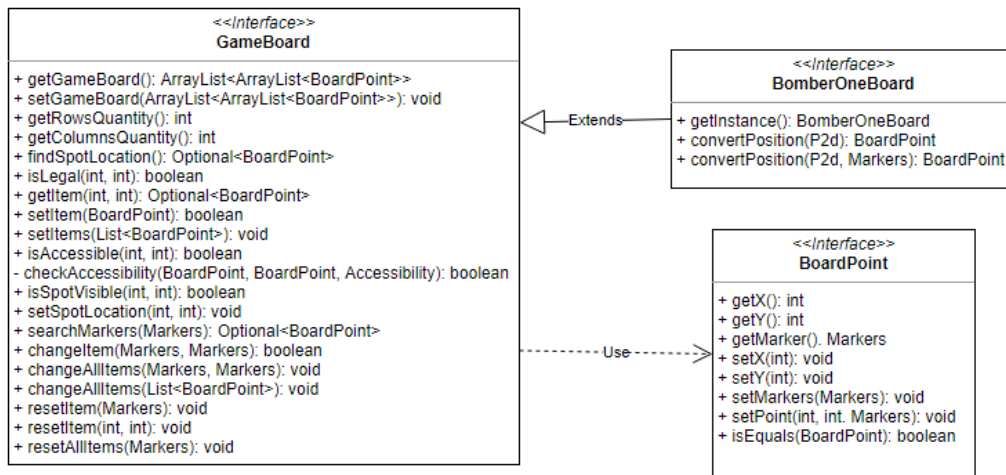 <<Interface>>
GameBoard
+ getGameBoard(): ArrayList<ArrayList<BoardPoint>>
+ setGameBoard(ArrayList<ArrayList<BoardPoint>>): void
+ getRowsQuantity(): int
+ getColumnsQuantity(): int
+ findSpotLocation(): Optional<BoardPoint>
+ isLegal(int, int): boolean
+ getItem(int, int): Optional<BoardPoint>
+ setItem(BoardPoint): boolean
+ setItems(List<BoardPoint>): void
+ isAccessible(int, int): boolean
- checkAccessibility(BoardPoint, BoardPoint, Accessibility): boolean
+ isSpotVisible(int, int): boolean
+ setSpotLocation(int, int): void
+ searchMarkers(Markers): Optional<BoardPoint>
+ changeItem(Markers, Markers): boolean
+ changeAllItems(Markers, Markers): void
+ changeAllItems(List<BoardPoint>): void
+ resetItem(Markers): void
+ resetItem(int, int): void
+ resetAllItems(Markers): void
Extends
<<Interface>>
BomberOneBoard
+ getInstance(): BomberOneBoard
+ convertPosition(P2d): BoardPoint
+ convertPosition(P2d, Markers): BoardPoint
Use
<<Interface>>
BoardPoint
+ getX(): int
+ getY(): int
+ getMarker(). Markers
+ setX(int): void
+ setY(int): void
+ setMarkers(Markers): void
+ setPoint(int, int. Markers): void
+ isEquals(BoardPoint): boolean